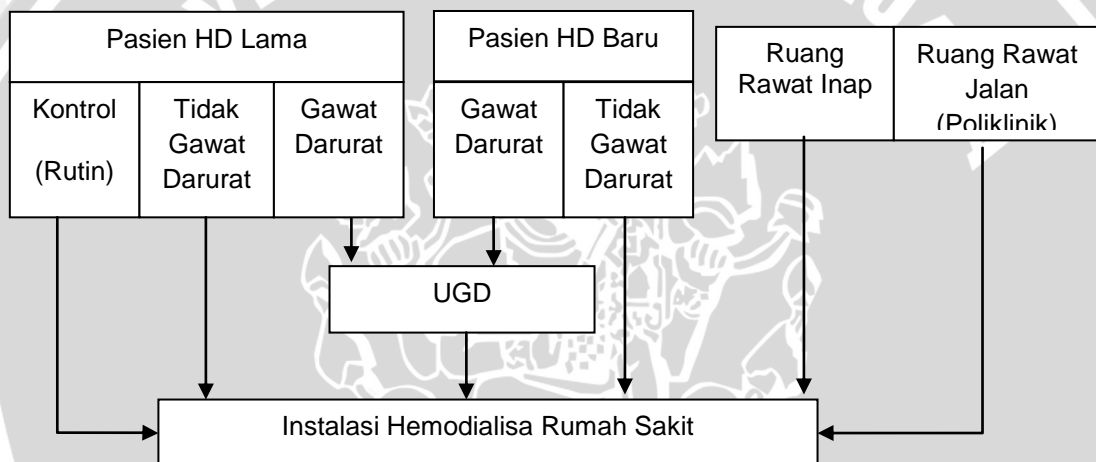 Pasien HD Lama
Kontrol
(Rutin)
Tidak
Gawat
Darurat
Gawat
Darurat
Pasien HD Baru
Gawat
Darurat
Tidak
Gawat
Darurat
Ruang
Rawat Inap
Ruang Rawat
Jalan
(Poliklinik)
UGD
Instalasi Hemodialisa Rumah Sakit